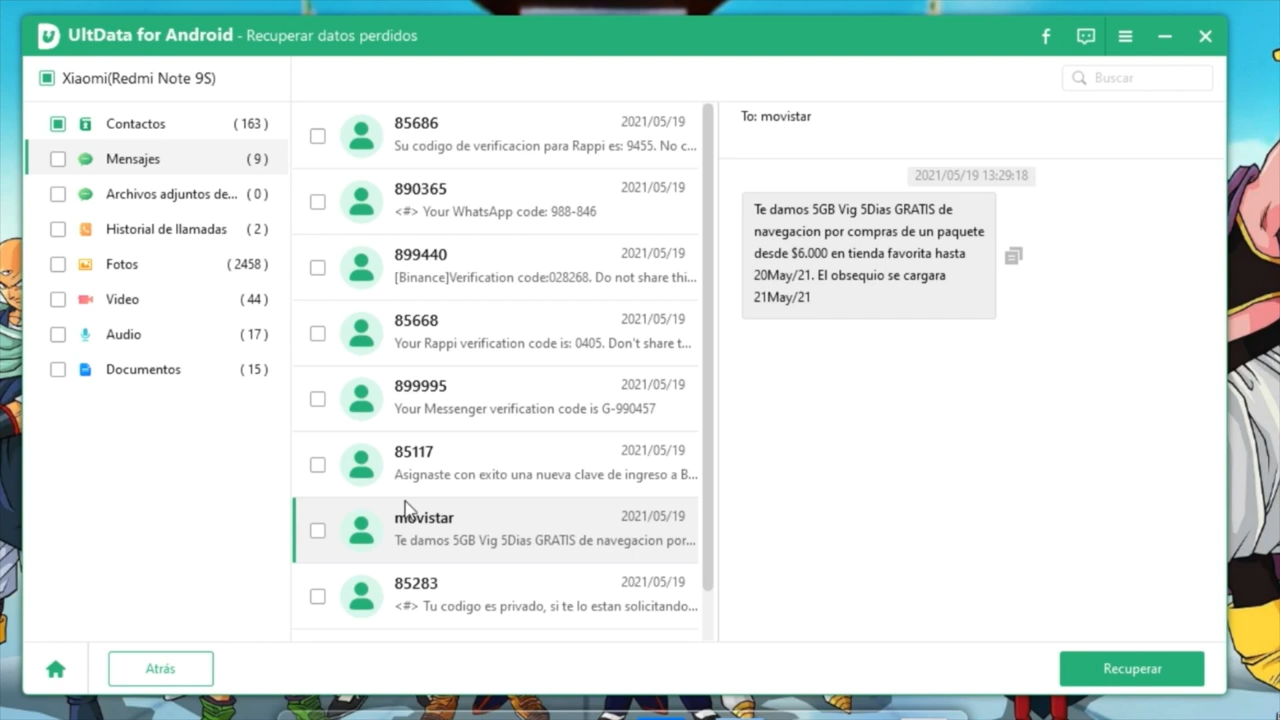 UltData for Android - Recuperar datos perdidos
Xiaomi(Redmi Note 9S)
Buscar
Contactos (163)
Mensajes (9)
Archivos adjuntos de... (0)
Historial de llamadas (2)
Fotos (2458)
Video (44)
Audio (17)
Documentos (15)
85686 2021/05/19
Su codigo de verificacion para Rappi es: 9455. No c...
890365 2021/05/19
<#> Your WhatsApp code: 988-846
899440 2021/05/19
[Binance]Verification code:028268. Do not share thi...
85668 2021/05/19
Your Rappi verification code is: 0405. Don't share t...
899995 2021/05/19
Your Messenger verification code is G-990457
85117 2021/05/19
Asignaste con exito una nueva clave de ingreso a B...
movistar 2021/05/19
Te damos 5GB Vig 5Dias GRATIS de navegacion por...
85283 2021/05/19
<#> Tu codigo es privado, si te lo estan solicitando...
To: movistar
2021/05/19 13:29:18
Te damos 5GB Vig 5Dias GRATIS de
navegacion por compras de un paquete
desde $6.000 en tienda favorita hasta
20May/21. El obsequio se cargara
21May/21
Atrás
Recuperar